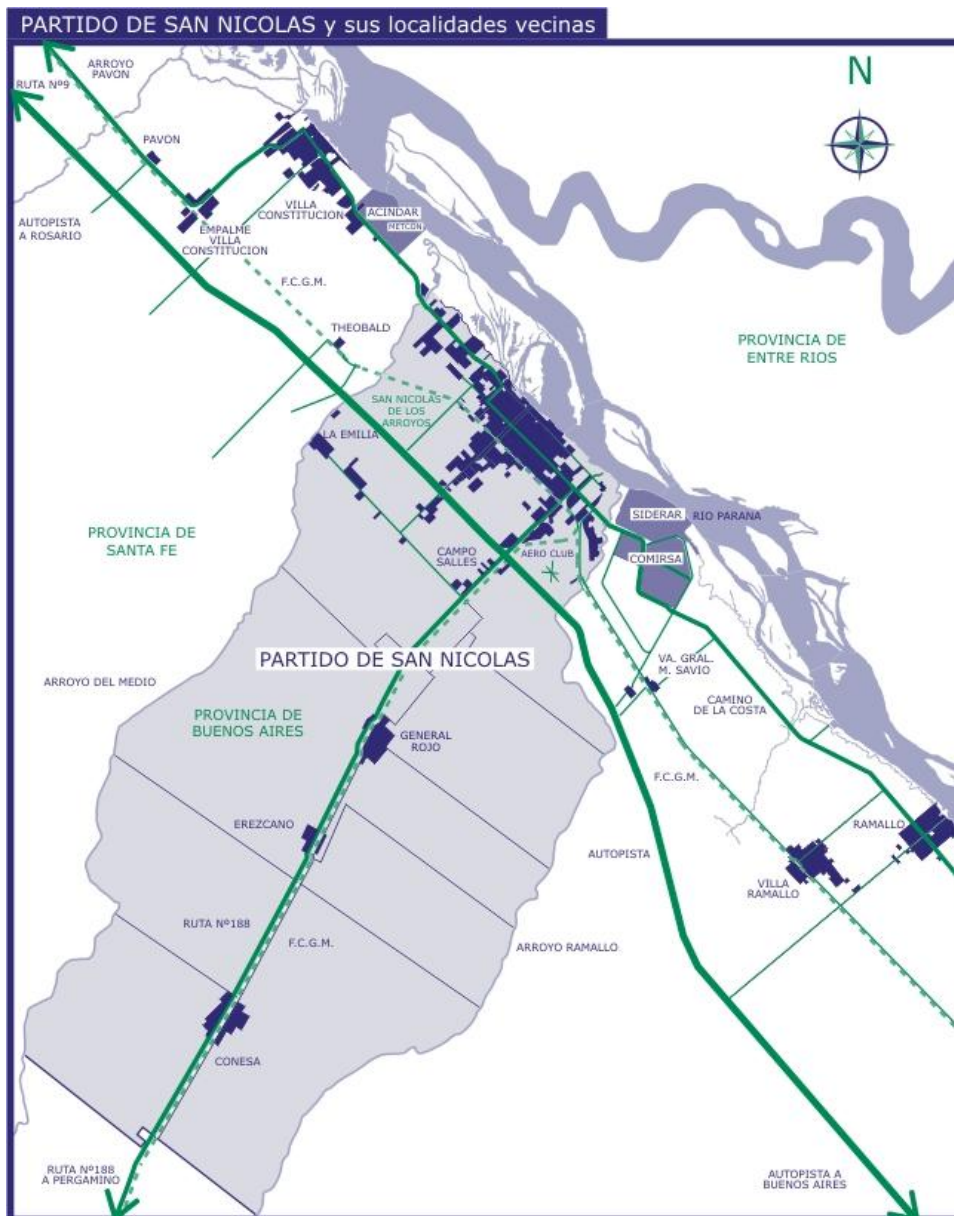 PARTIDO DE SAN NICOLAS y sus localidades vecinas
ARROYO
PAVON
N
RUTA Nº9
PAVON
VILLA
CONSTITUCION
ACINDAR
METCON
AUTOPISTA
A ROSARIO
EMPALME
VILLA
CONSTITUCION
F.C.G.M.
THEOBALD
PROVINCIA DE
ENTRE RIOS
SAN NICOLAS
DE LOS
ARROYOS
LA EMILIA
SIDERAR
RIO PARANA
PROVINCIA DE
SANTA FE
CAMPO
SALLES
AERO CLUB
COMIRSA
PARTIDO DE SAN NICOLAS
VA. GRAL.
M. SAVIO
ARROYO DEL MEDIO
CAMINO
DE LA COSTA
PROVINCIA DE
BUENOS AIRES
GENERAL
ROJO
F.C.G.M.
EREZCANO
RAMALLO
AUTOPISTA
VILLA
RAMALLO
RUTA Nº188
F.C.G.M.
ARROYO RAMALLO
CONESA
RUTA Nº188
A PERGAMINO
AUTOPISTA A
BUENOS AIRES